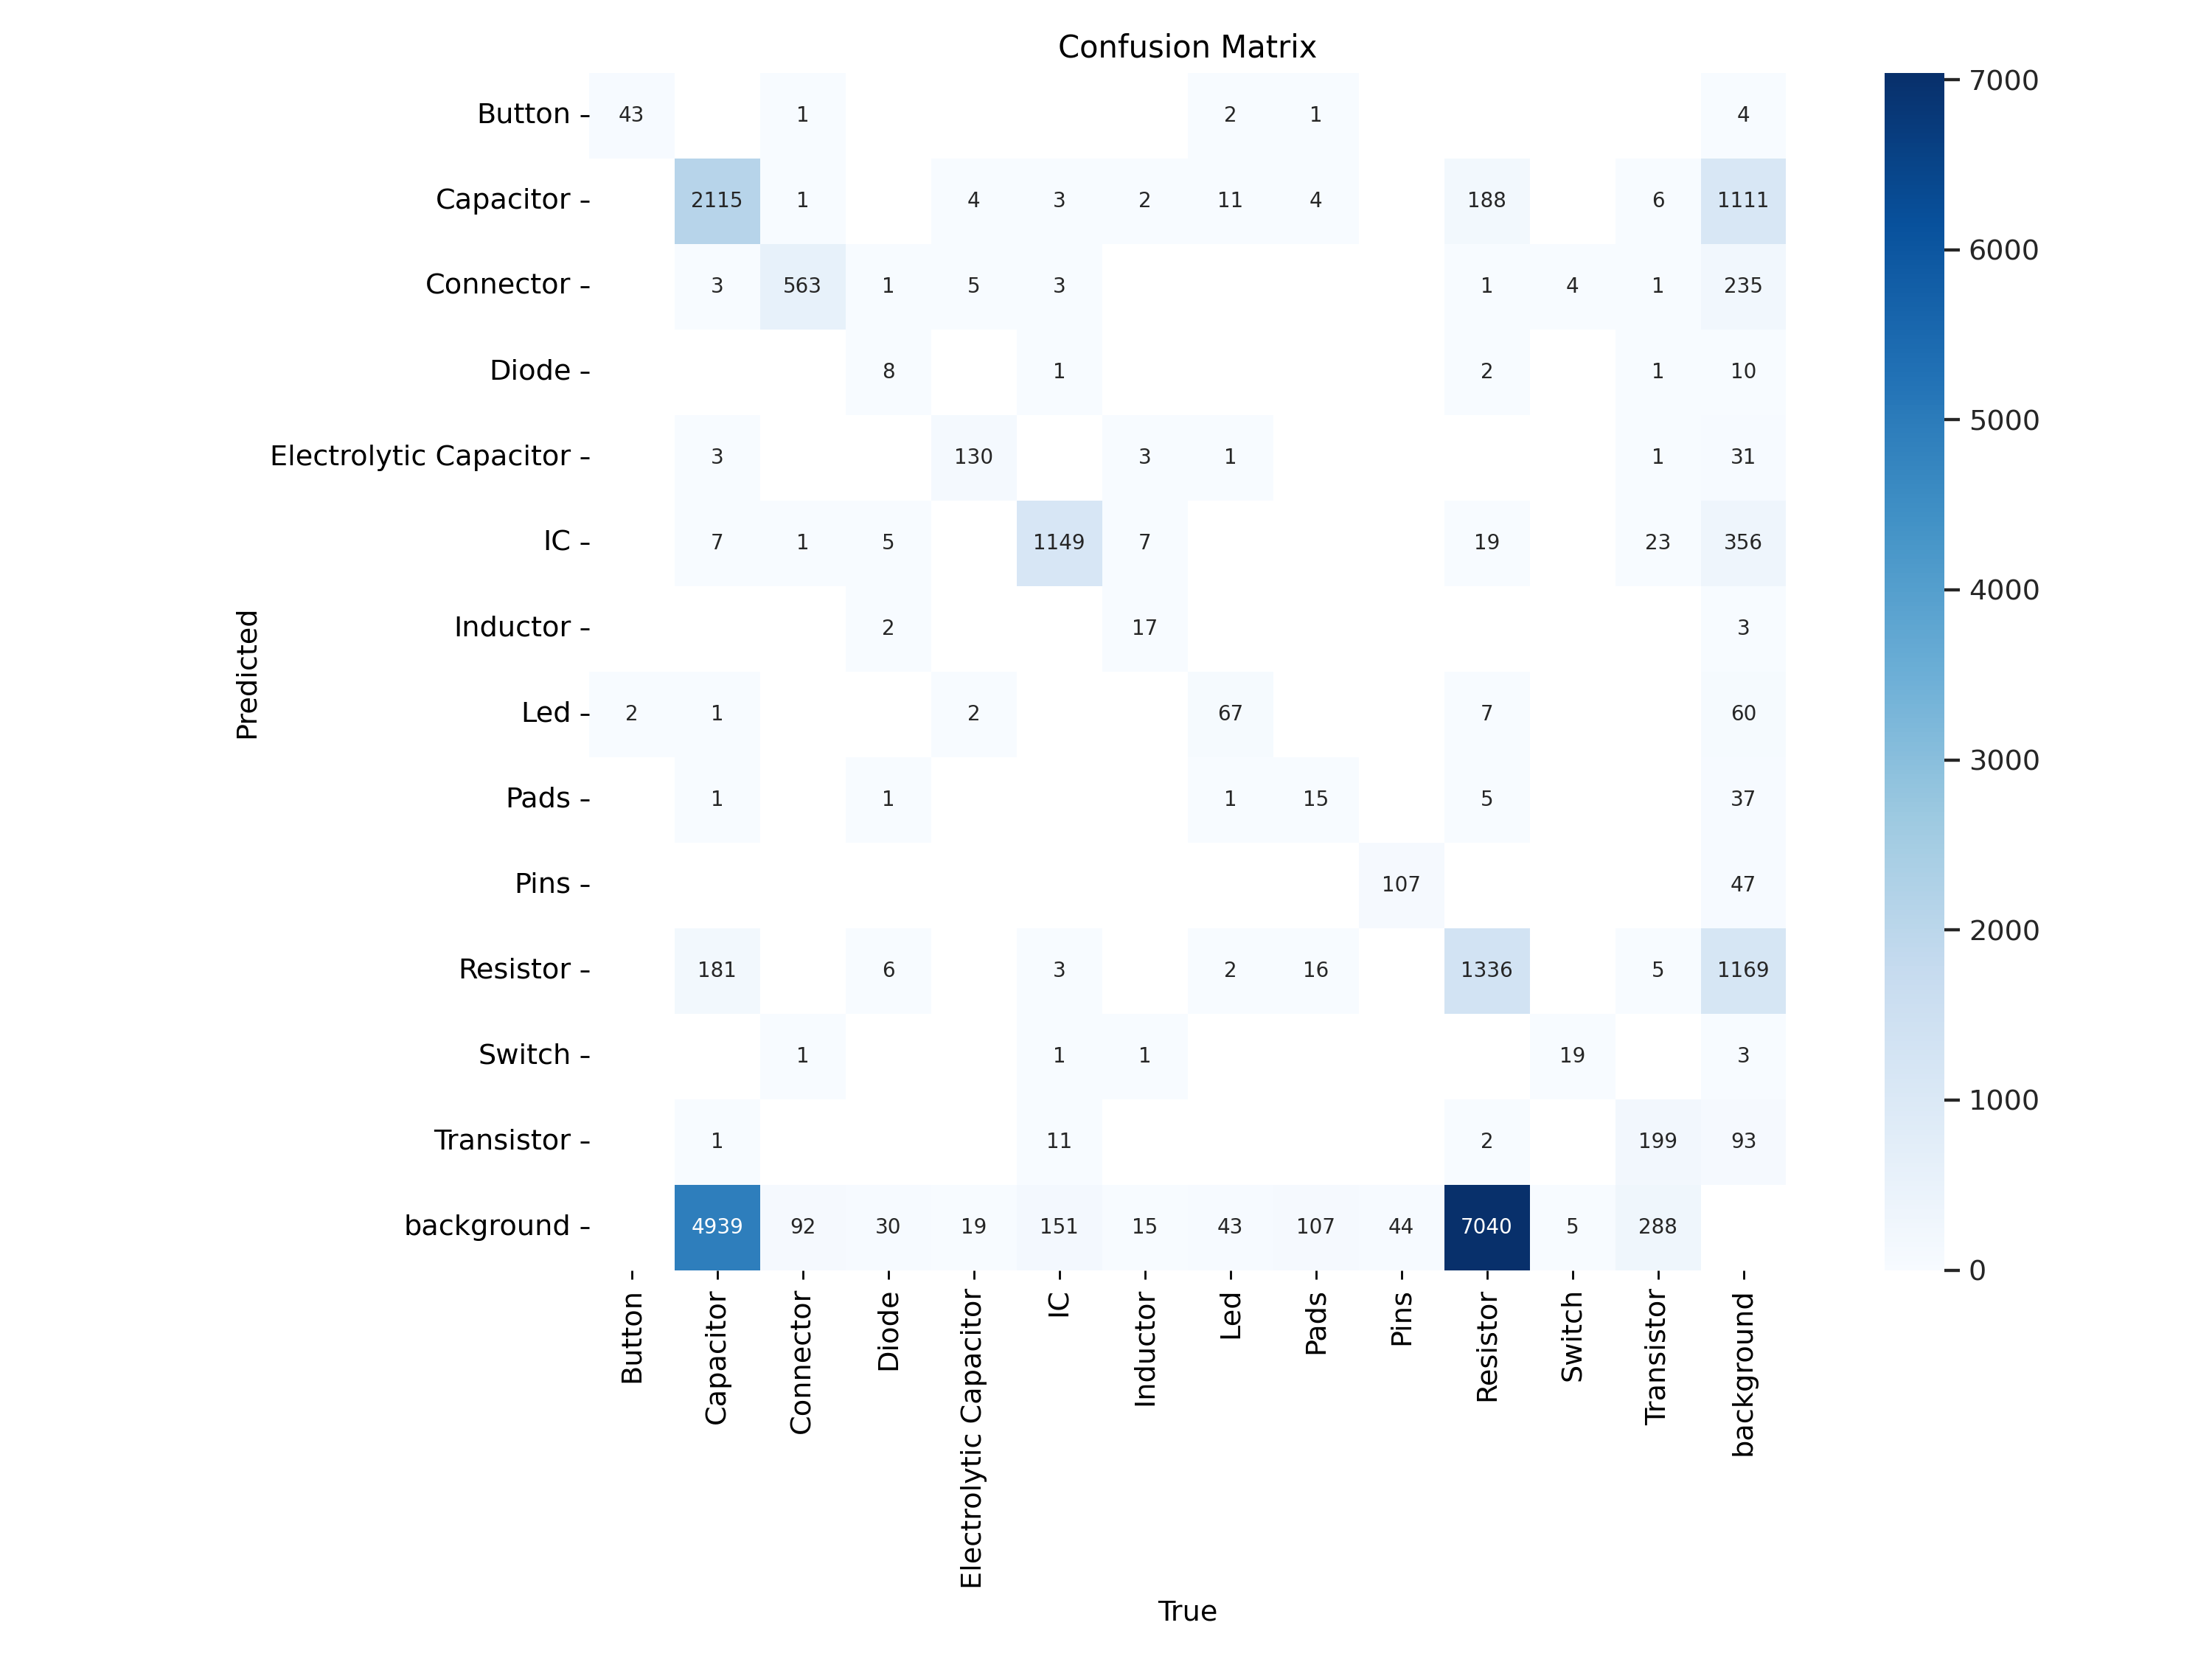 Confusion Matrix
Button 43 1 2 1 4
Capacitor 2115 1 4 3 2 11 4 188 6 1111
Connector 3 563 1 5 3 1 4 1 235
Diode 8 1 2 1 10
Electrolytic Capacitor 3 130 3 1 1 31
IC 7 1 5 1149 7 19 23 356
Inductor 2 17 3
Led 2 1 2 67 7 60
Pads 1 1 1 15 5 37
Pins 107 47
Resistor 181 6 3 2 16 1336 5 1169
Switch 1 1 1 19 3
Transistor 1 11 2 199 93
background 4939 92 30 19 151 15 43 107 44 7040 5 288
Predicted
Button
Capacitor
Connector
Diode
Electrolytic Capacitor
IC
Inductor
Led
Pads
Pins
Resistor
Switch
Transistor
background
True
7000
6000
5000
4000
3000
2000
1000
0